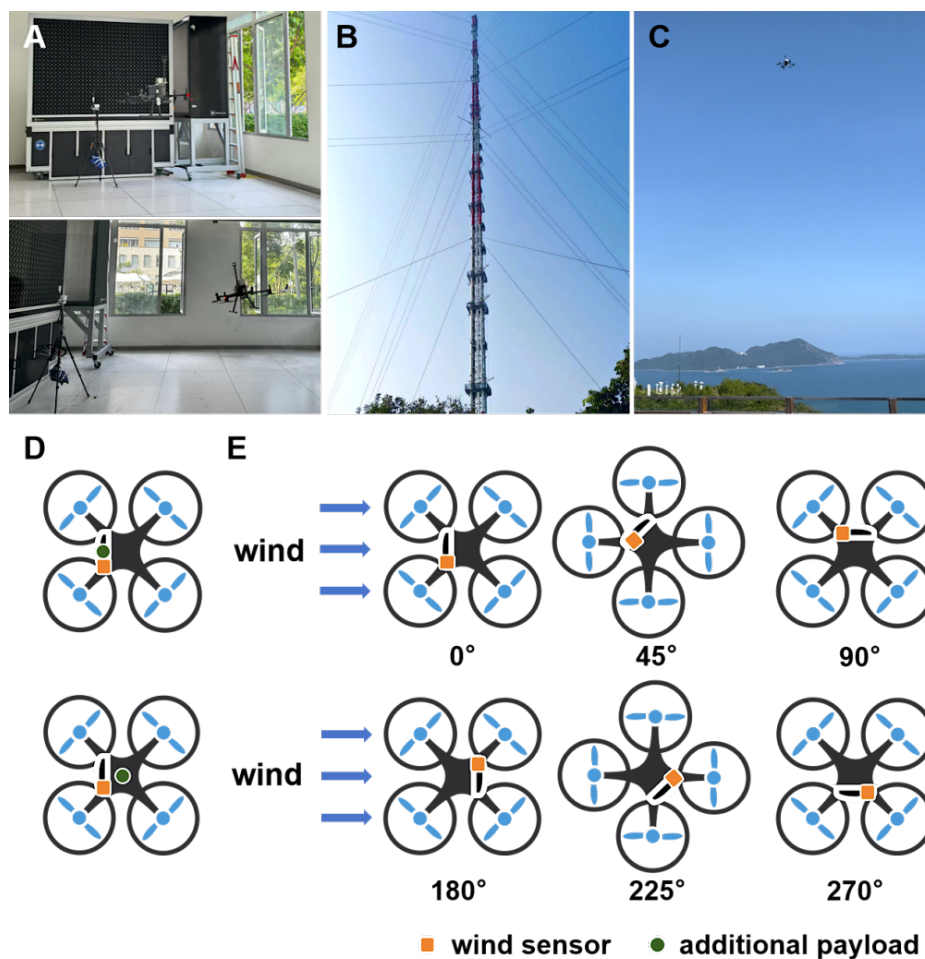 A
B
C
D
E
wind
0°
45°
90°
wind
180°
225°
270°
wind sensor
additional payload